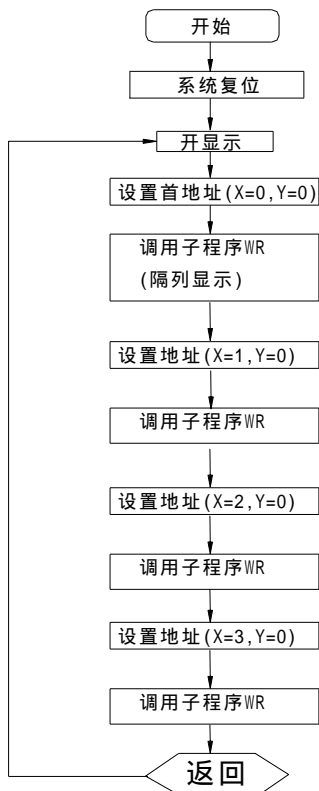 开始
系统复位
开显示
设置首地址(X=0,Y=0)
调用子程序WR
(隔列显示)
设置地址(X=1,Y=0)
调用子程序WR
设置地址(X=2,Y=0)
调用子程序WR
设置地址(X=3,Y=0)
调用子程序WR
返回